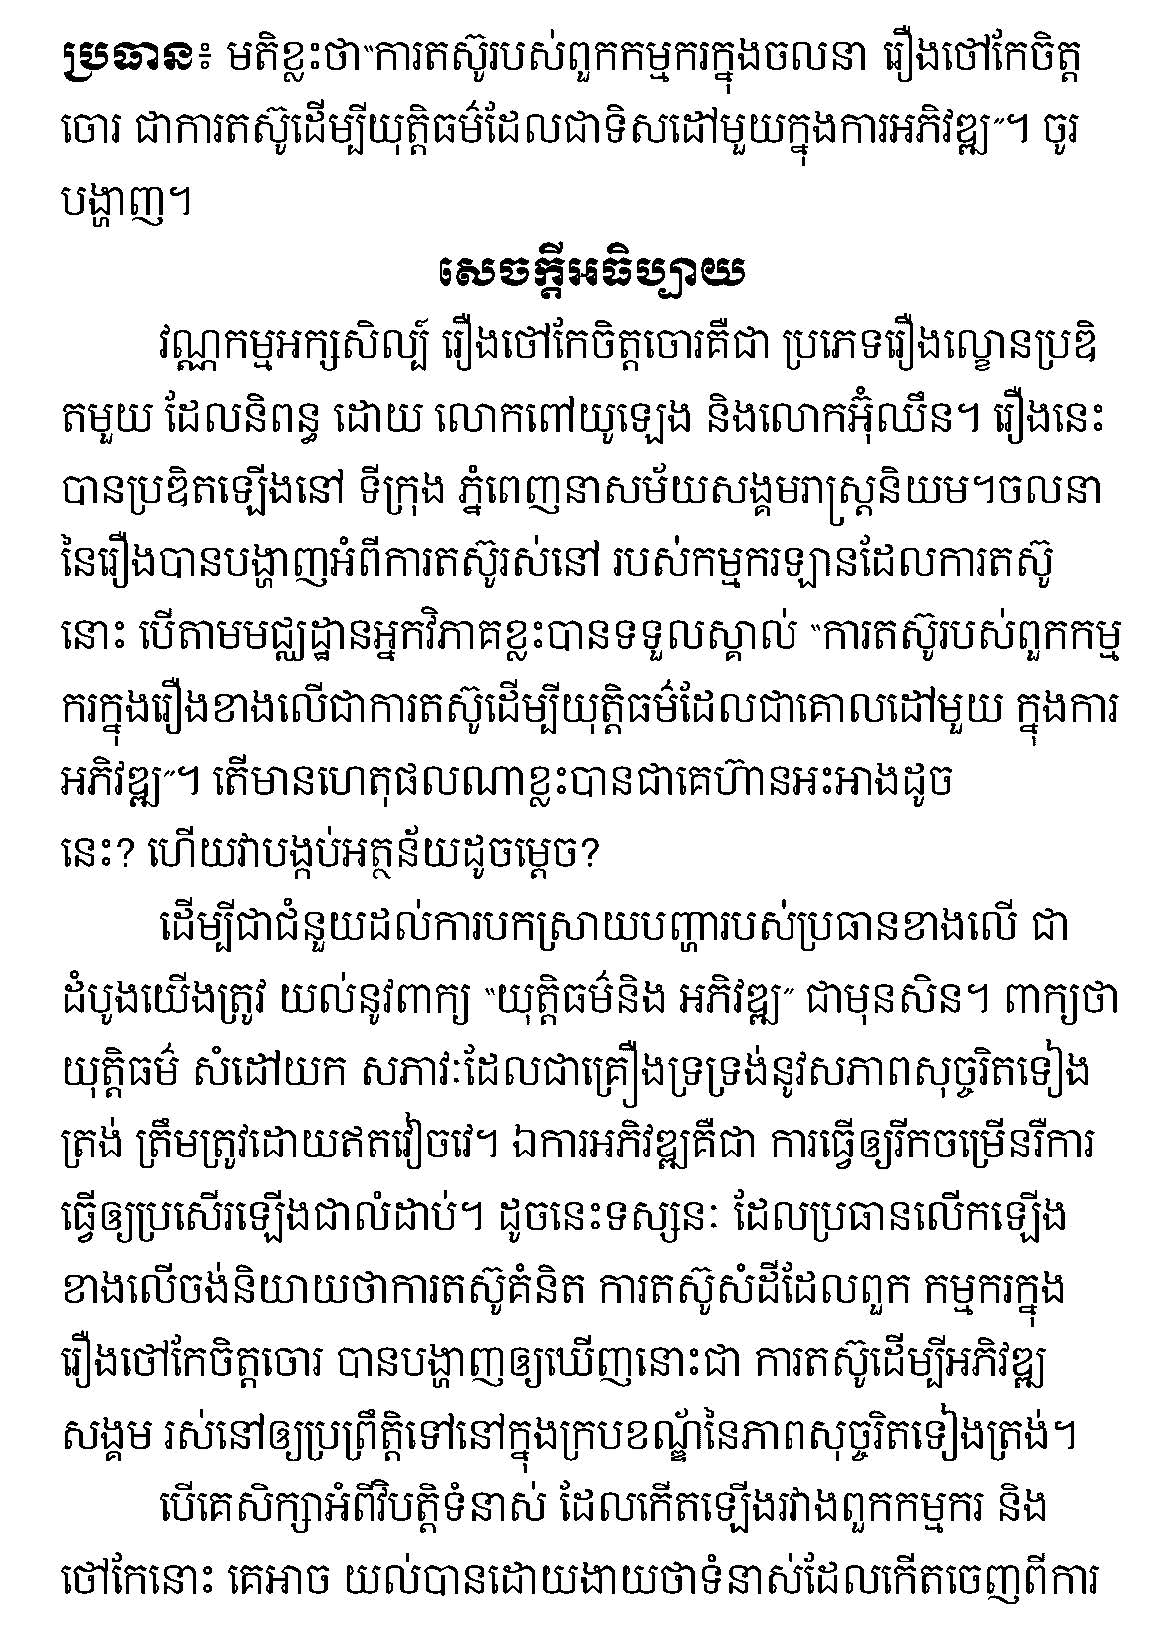 ប្រធាន៖ មតិខ្លះថា“ការតស៊ូរបស់ពួកកម្មករក្នុងចលនា រឿងថៅកែចិត្ត
ចោរ ជាការតស៊ូដើម្បីយុត្តិធម៌ដែលជាទិសដៅមួយក្នុងការអភិវឌ្ឍ”។ ចូរ
បង្ហាញ។
សេចក្តីអធិប្បាយ
វណ្ណកម្មអក្សសិល្ប៍ រឿងថៅកែចិត្តចោរគឺជា ប្រភេទរឿងល្ខោនប្រឌិ
តមួយ ដែលនិពន្ធ ដោយ លោកពៅយូឡេង និងលោកអ៊ុំឈឺន។ រឿងនេះ
បានប្រឌិតឡើងនៅ ទីក្រុង ភ្នំពេញនាសម័យសង្គមរាស្ត្រនិយម។ចលនា
នៃរឿងបានបង្ហាញអំពីការតស៊ូរស់នៅ របស់កម្មករឡានដែលការតស៊ូ
នោះ បើតាមមជ្ឈដ្ឋានអ្នកវិភាគខ្លះបានទទួលស្គាល់ “ការតស៊ូរបស់ពួកកម្ម
ករក្នុងរឿងខាងលើជាការតស៊ូដើម្បីយុត្តិធម៌ដែលជាគោលដៅមួយ ក្នុងការ
អភិវឌ្ឍ”។ តើមានហេតុផលណាខ្លះបានជាគេហ៊ានអះអាងដូច
នេះ? ហើយវាបង្កប់អត្ថន័យដូចម្តេច?
ដើម្បីជាជំនួយដល់ការបកស្រាយបញ្ហារបស់ប្រធានខាងលើ ជា
ដំបូងយើងត្រូវ យល់នូវពាក្យ “យុត្តិធម៌និង អភិវឌ្ឍ” ជាមុនសិន។ ពាក្យថា
យុត្តិធម៌ សំដៅយក សភាវៈដែលជាគ្រឿងទ្រទ្រង់នូវសភាពសុច្ចរិតទៀង
ត្រង់ ត្រឹមត្រូវដោយឥតវៀចវេ។ ឯការអភិវឌ្ឍគឺជា ការធ្វើឲ្យរីកចម្រើនរឺការ
ធ្វើឲ្យប្រសើរឡើងជាលំដាប់។ ដូចនេះទស្សនៈ ដែលប្រធានលើកឡើង
ខាងលើចង់និយាយថាការតស៊ូគំនិត ការតស៊ូសំដីដែលពួក កម្មករក្នុង
រឿងថៅកែចិត្តចោរ បានបង្ហាញឲ្យឃើញនោះជា ការតស៊ូដើម្បីអភិវឌ្ឍ
សង្គម រស់នៅឲ្យប្រព្រឹត្តិទៅនៅក្នុងក្របខណ្ឌ័នៃភាពសុច្ចរិតទៀងត្រង់។
បើគេសិក្សាអំពីវិបត្តិទំនាស់ ដែលកើតឡើងរវាងពួកកម្មករ និង
ថៅកែនោះ គេអាច យល់បានដោយងាយថាទំនាស់ដែលកើតចេញពីការ